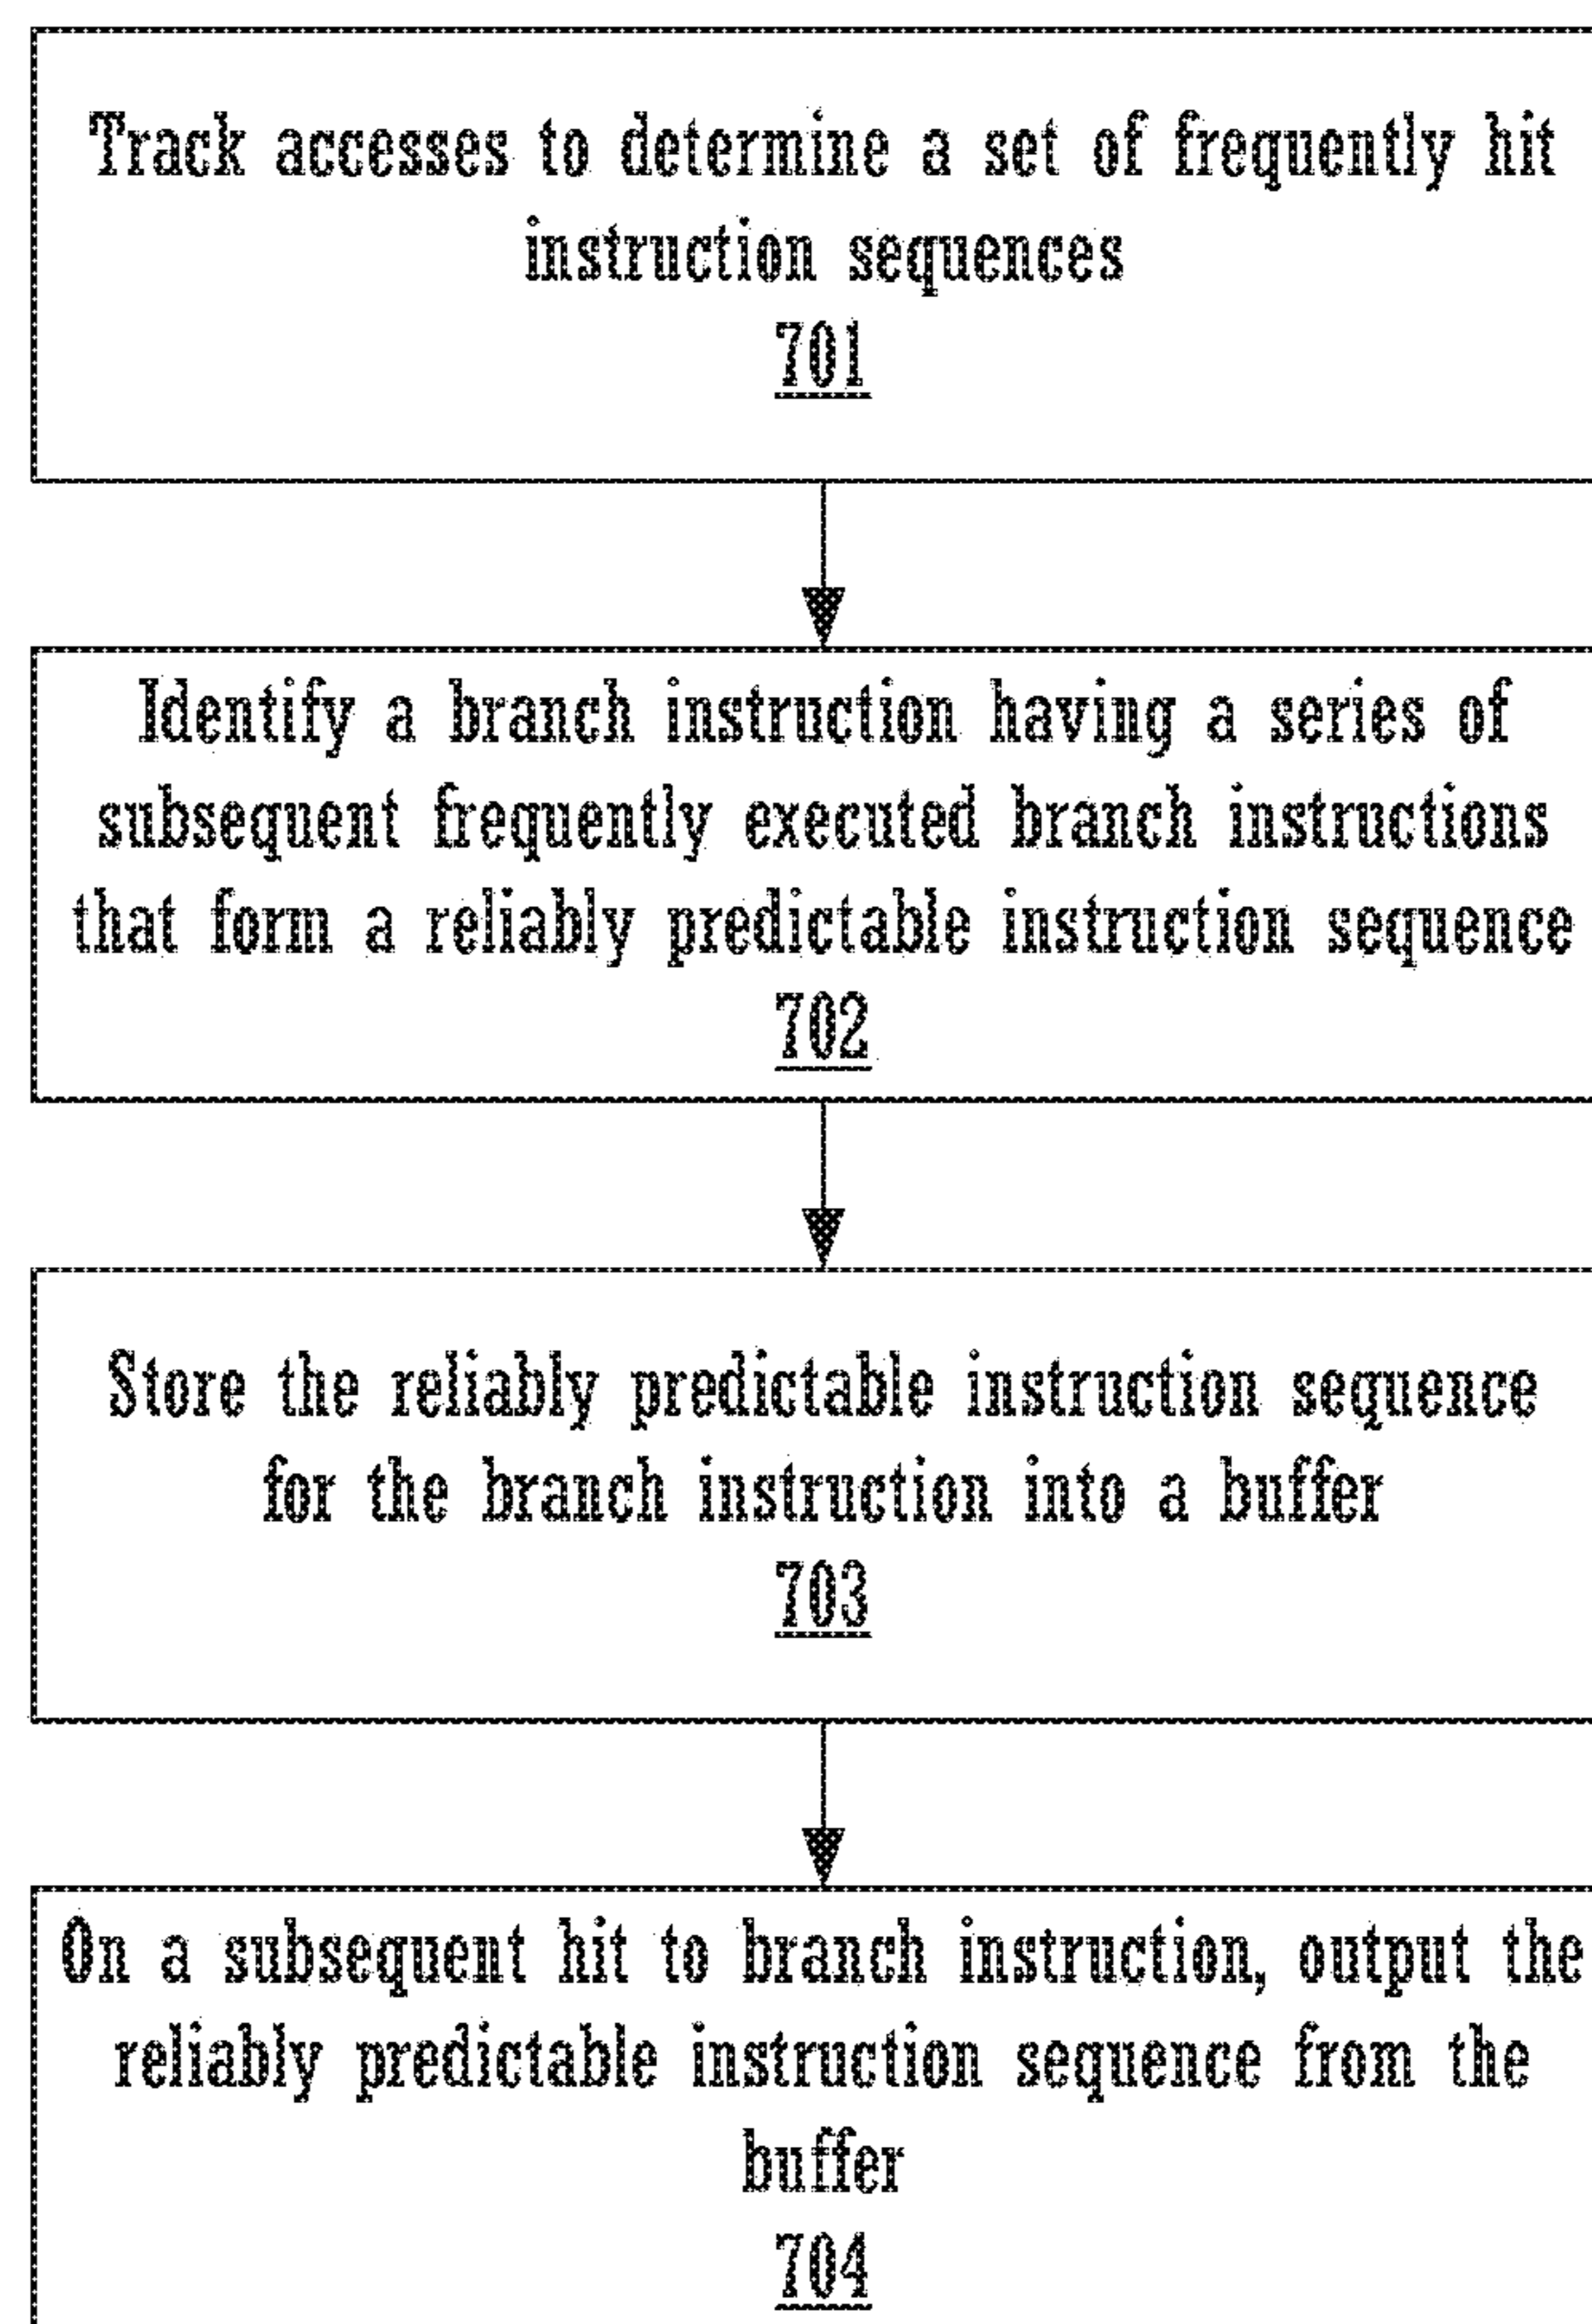 Track accesses to determine a set of frequently hit
instruction sequences
701
Identify a branch instruction having a series of
subsequent frequently executed branch instructions
that form a reliably predictable instruction sequence
702
Store the reliably predictable instruction sequence
for the branch instruction into a buffer
703
On a subsequent hit to branch instruction, output the
reliably predictable instruction sequence from the
buffer
704